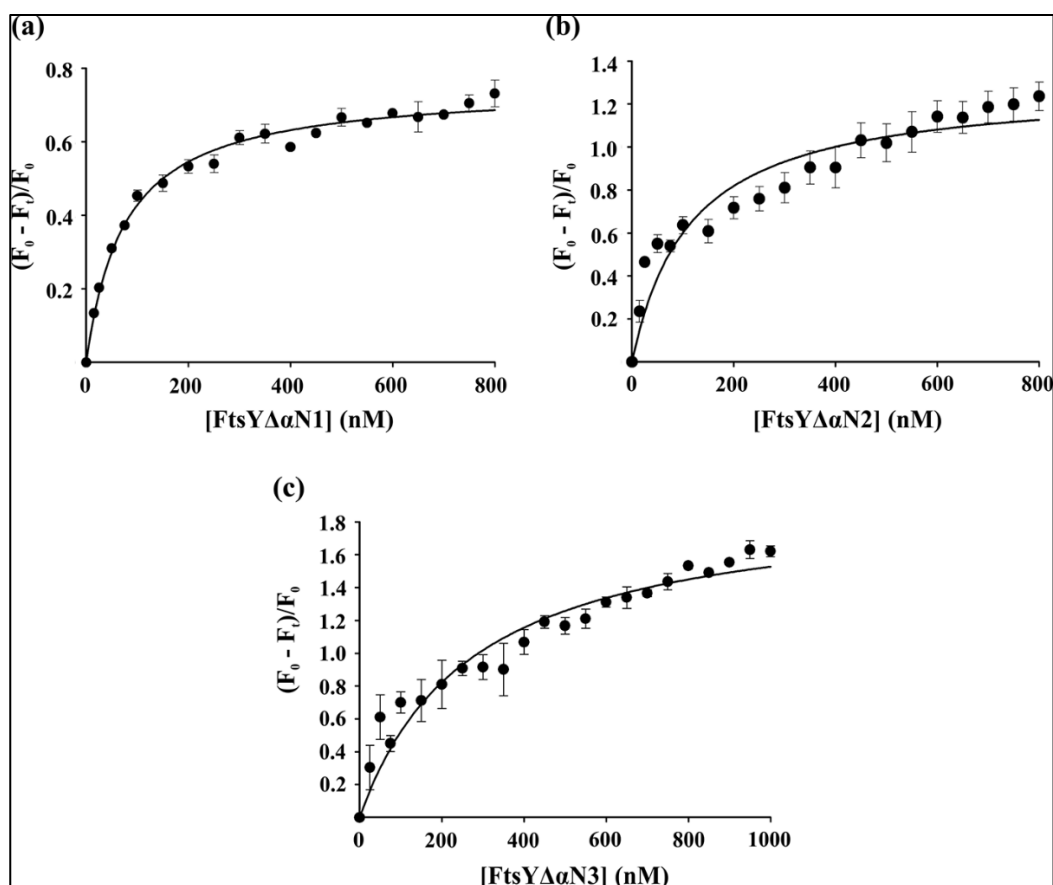 (a)
(F₀ - Fₜ)/F₀
0.8
0.6
0.4
0.2
0 200 400 600 800
[FtsYΔαN1] (nM)
(b)
(F₀ - Fₜ)/F₀
1.4
1.2
1.0
0.8
0.6
0.4
0.2
0 200 400 600 800
[FtsYΔαN2] (nM)
(c)
(F₀ - Fₜ)/F₀
1.8
1.6
1.4
1.2
1.0
0.8
0.6
0.4
0.2
0 200 400 600 800 1000
[FtsYΔαN3] (nM)